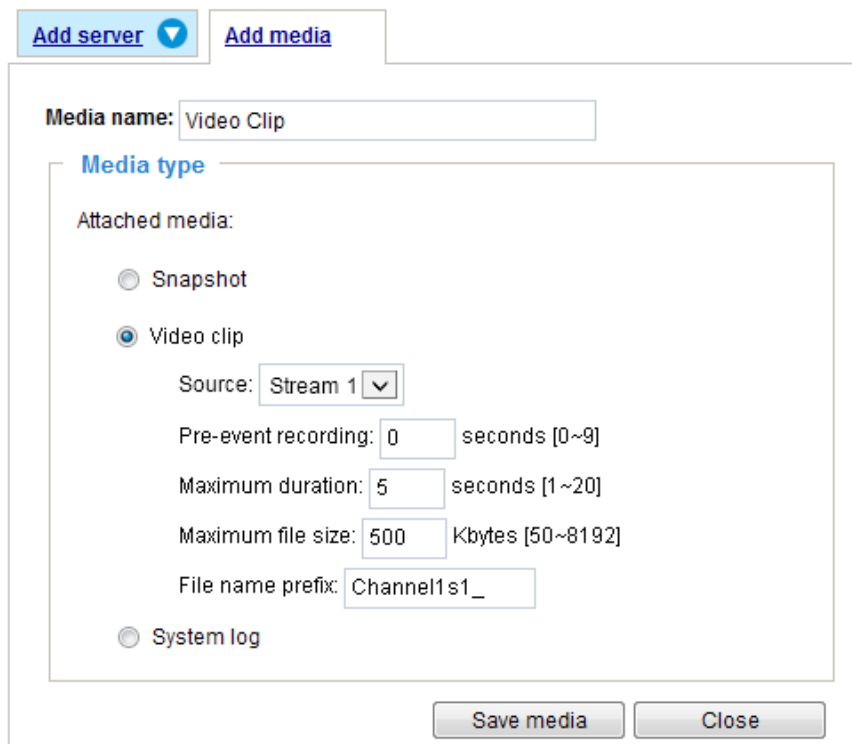 Add server Add media
Media name: Video Clip
Media type
Attached media:
Snapshot
Video clip
Source: Stream 1
Pre-event recording: 0 seconds [0~9]
Maximum duration: 5 seconds [1~20]
Maximum file size: 500 Kbytes [50~8192]
File name prefix: Channel1s1_
System log
Save media Close